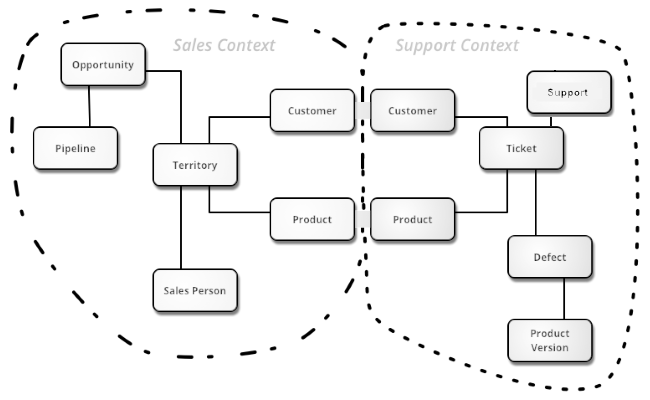 Sales Context
Support Context
Opportunity
Support
Customer
Customer
Pipeline
Ticket
Territory
Product
Product
Defect
Sales Person
Product
Version